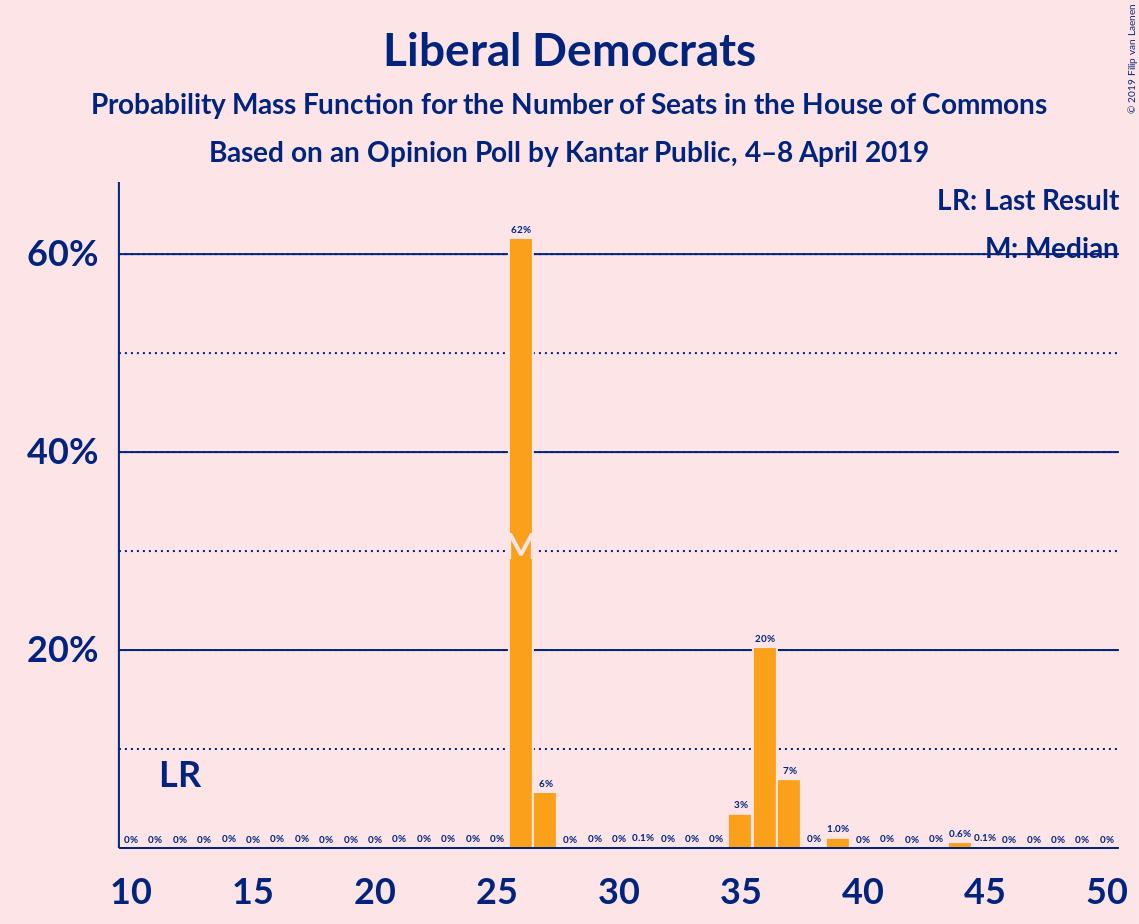 Liberal Democrats
Probability Mass Function for the Number of Seats in the House of Commons
Based on an Opinion Poll by Kantar Public, 4–8 April 2019
© 2019 Filip van Laenen
LR: Last Result
M: Median
60%
40%
20%
62%
M
20%
LR
7%
6%
3%
0% 0% 0% 0% 0% 0% 0% 0% 0% 0% 0% 0% 0% 0% 0% 0% 0% 0% 0% 0% 0.1% 0% 0% 0% 0% 1.0% 0% 0% 0% 0% 0.6% 0.1% 0% 0% 0% 0% 0%
10 15 20 25 30 35 40 45 50